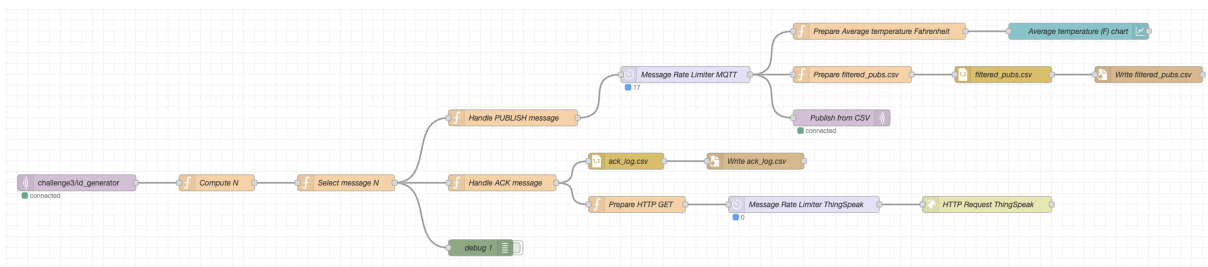 Prepare Average temperature Fahrenheit
Average temperature (F) chart
Message Rate Limiter MQTT
17
Prepare filtered_pubs.csv
filtered_pubs.csv
Write filtered_pubs.csv
Handle PUBLISH message
Publish from CSV
connected
ack_log.csv
Write ack_log.csv
challenge3/id_generator
connected
Compute N
Select message N
Handle ACK message
Prepare HTTP GET
Message Rate Limiter ThingSpeak
0
HTTP Request ThingSpeak
debug 1